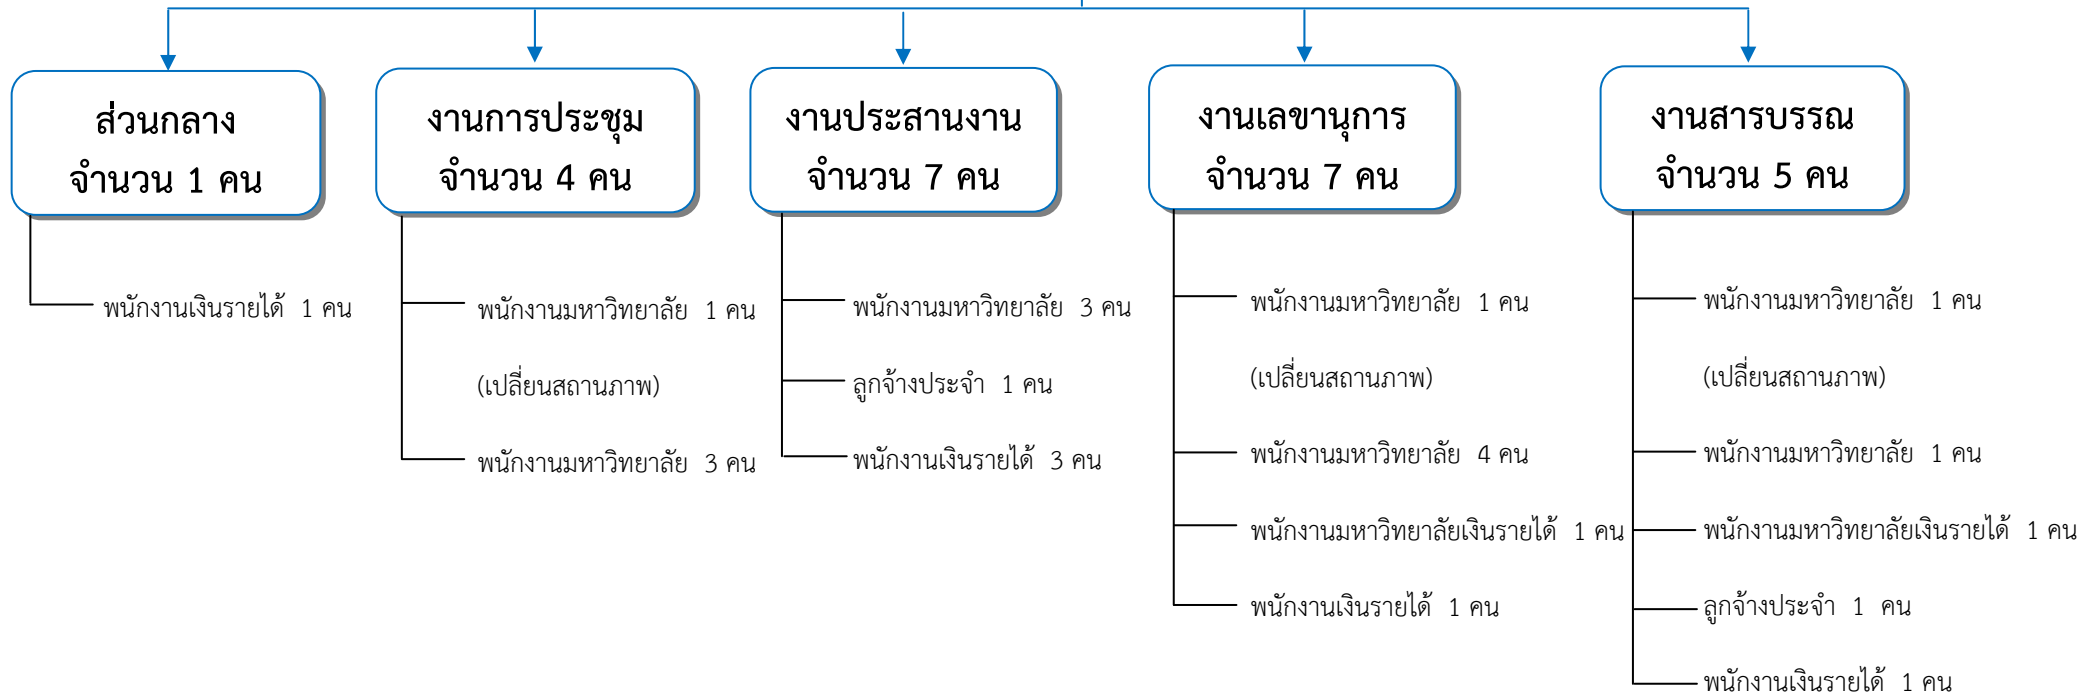 ส่วนกลาง
จำนวน 1 คน
พนักงานเงินรายได้ 1 คน
งานการประชุม
จำนวน 4 คน
พนักงานมหาวิทยาลัย 1 คน
(เปลี่ยนสถานภาพ)
พนักงานมหาวิทยาลัย 3 คน
งานประสานงาน
จำนวน 7 คน
พนักงานมหาวิทยาลัย 3 คน
ลูกจ้างประจำ 1 คน
พนักงานเงินรายได้ 3 คน
งานเลขานุการ
จำนวน 7 คน
พนักงานมหาวิทยาลัย 1 คน
(เปลี่ยนสถานภาพ)
พนักงานมหาวิทยาลัย 4 คน
พนักงานมหาวิทยาลัยเงินรายได้ 1 คน
พนักงานเงินรายได้ 1 คน
งานสารบรรณ
จำนวน 5 คน
พนักงานมหาวิทยาลัย 1 คน
(เปลี่ยนสถานภาพ)
พนักงานมหาวิทยาลัย 1 คน
พนักงานมหาวิทยาลัยเงินรายได้ 1 คน
ลูกจ้างประจำ 1 คน
พนักงานเงินรายได้ 1 คน